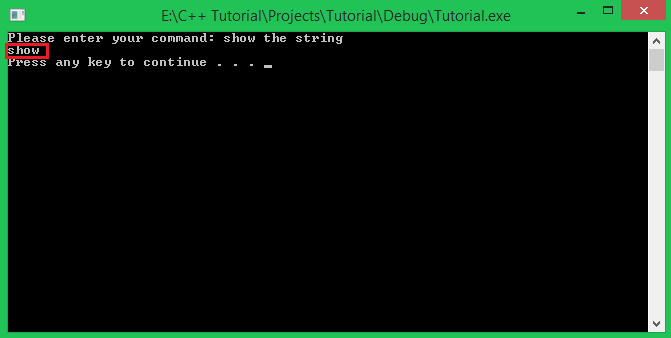 E:\C++ Tutorial\Projects\Tutorial\Debug\Tutorial.exe
Please enter your command: show the string
show
Press any key to continue . . . _